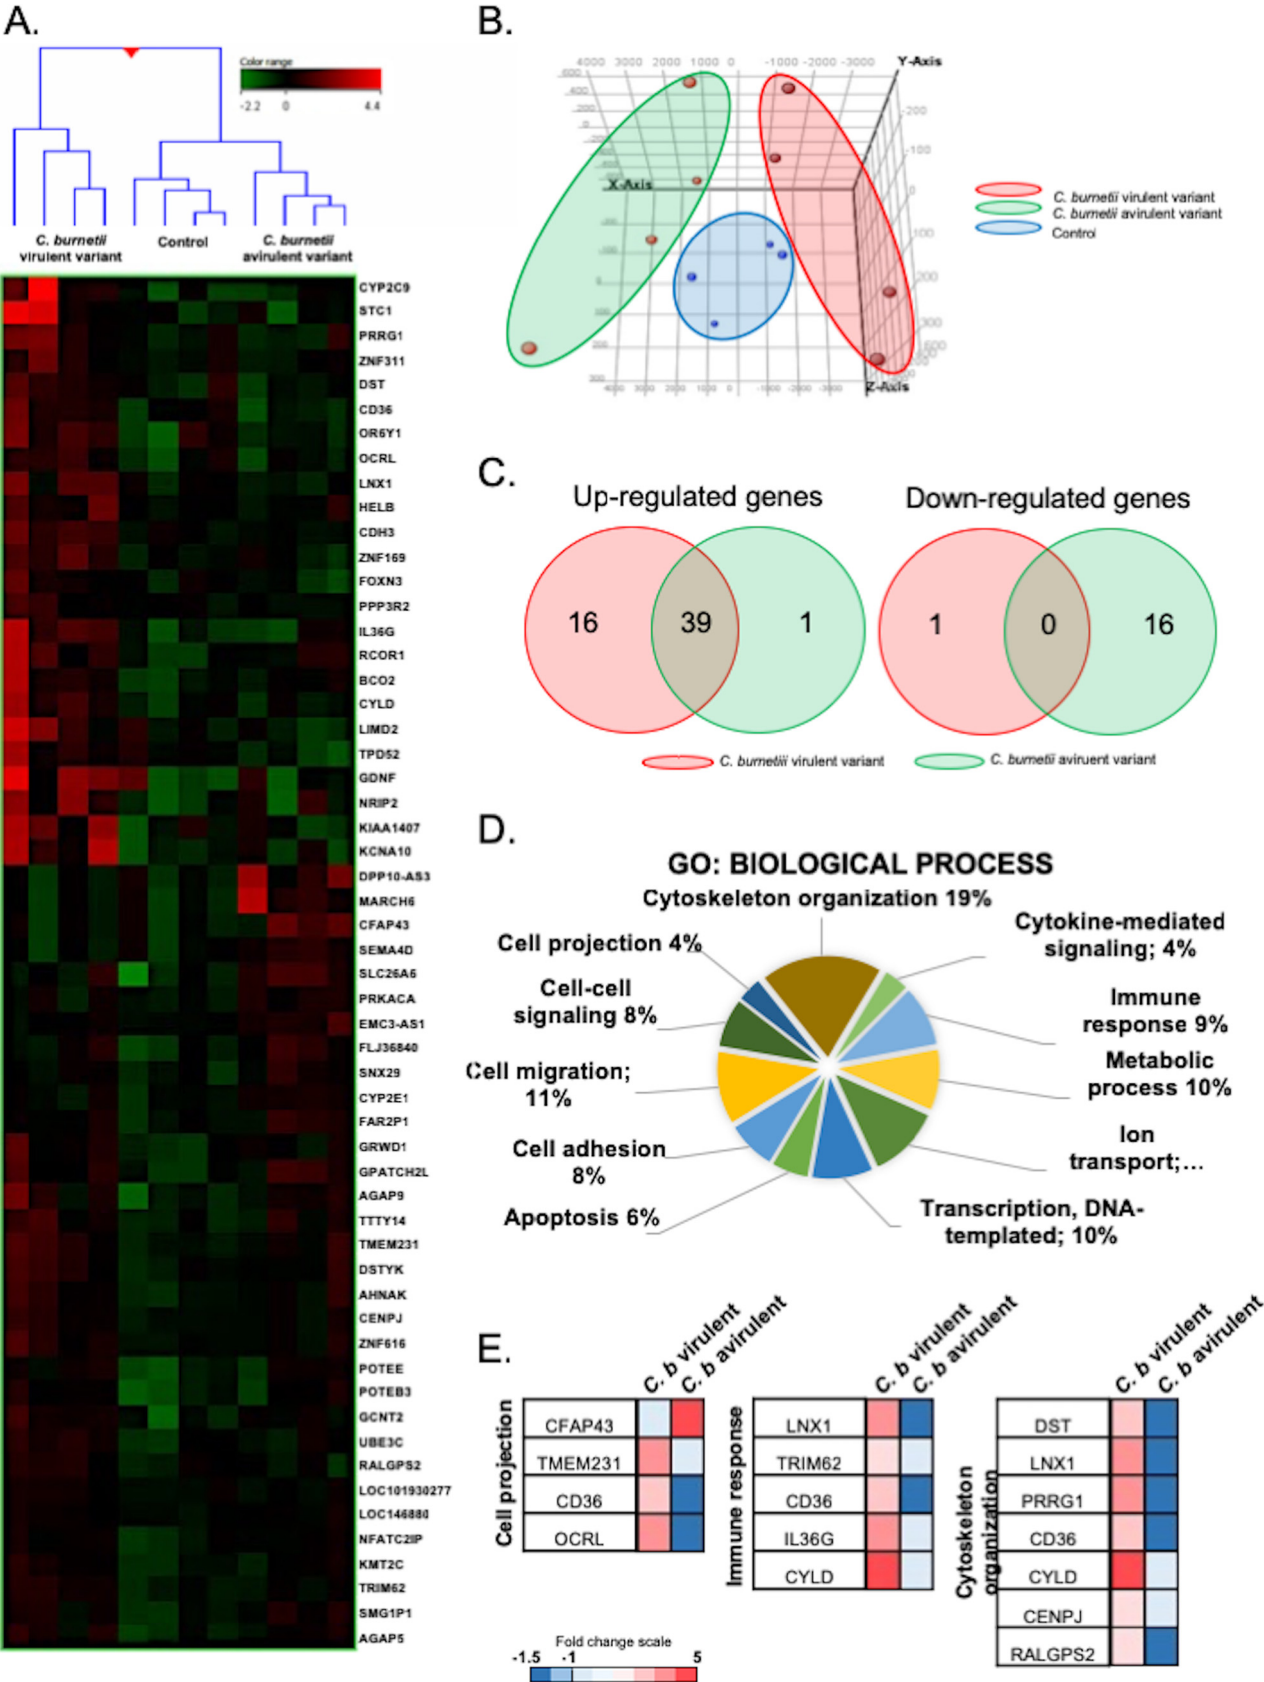 A.
Color range
-2.2 0 4.4
C. burnetii
virulent variant
Control
C. burnetii
avirulent variant
CYP2C9
STC1
PRRG1
ZNF311
DST
CD36
OR6Y1
OCRL
LNX1
HELB
CDH3
ZNF169
FOXN3
PPP3R2
IL36G
RCOR1
BCO2
CYLD
LIMD2
TPD52
GDNF
NRIP2
KIAA1407
KCNA10
DPP10-AS3
MARCH6
CFAP43
SEMA4D
SLC26A6
PRKACA
EMC3-AS1
FLJ36840
SNX29
CYP2E1
FAR2P1
GRWD1
GPATCH2L
AGAP9
TTTY14
TMEM231
DSTYK
AHNAK
CENPJ
ZNF616
POTEE
POTEB3
GCNT2
UBE3C
RALGPS2
LOC101930277
LOC146880
NFATC2IP
KMT2C
TRIM62
SMG1P1
AGAP5
B.
4000 3000 2000 1000 0 -1000 -2000 -3000
Y-Axis
X-Axis
Z-Axis
C. burnetii virulent variant
C. burnetii avirulent variant
Control
C.
Up-regulated genes
16 39 1
Down-regulated genes
1 0 16
C. burnetiii virulent variant
C. burnetii aviruent variant
D.
GO: BIOLOGICAL PROCESS
Cytoskeleton organization 19%
Cytokine-mediated
signaling; 4%
Immune
response 9%
Metabolic
process 10%
Ion
transport;...
Transcription, DNA-
templated; 10%
Apoptosis 6%
Cell adhesion
8%
Cell migration;
11%
Cell-cell
signaling 8%
Cell projection 4%
E.
C. b virulent
C. b avirulent
Cell projection
CFAP43
TMEM231
CD36
OCRL
C. b virulent
C. b avirulent
Immune response
LNX1
TRIM62
CD36
IL36G
CYLD
C. b virulent
C. b avirulent
Cytoskeleton
organization
DST
LNX1
PRRG1
CD36
CYLD
CENPJ
RALGPS2
Fold change scale
-1.5 -1 5